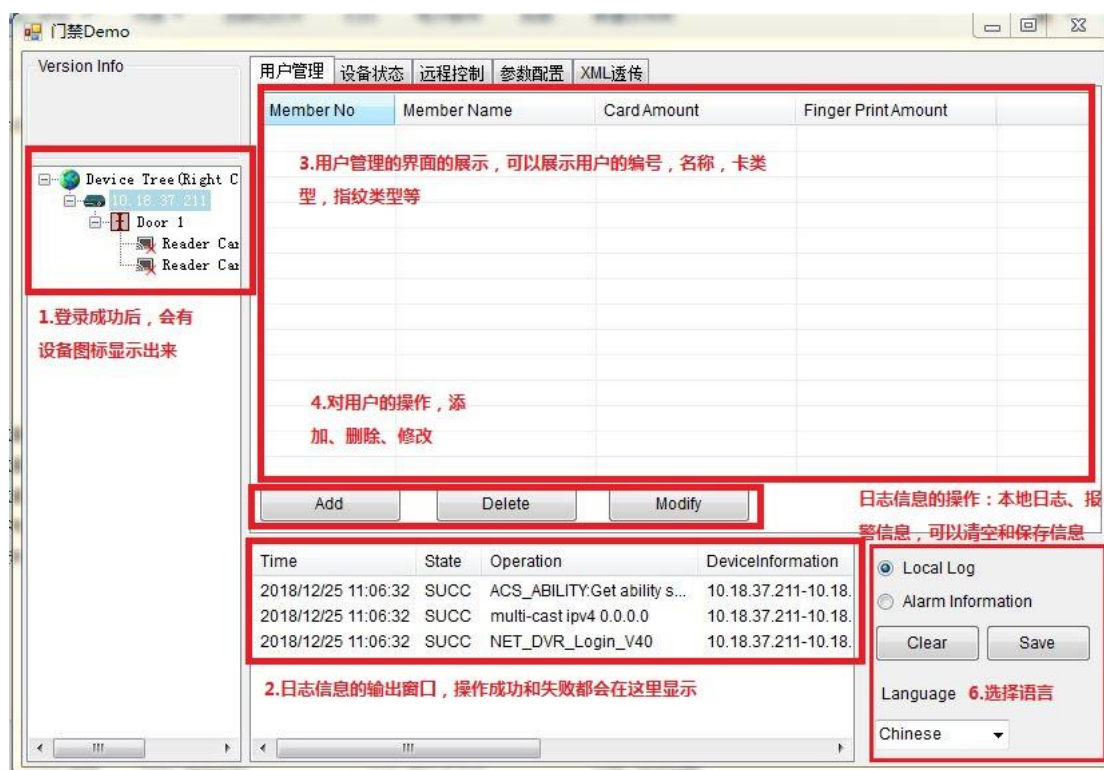 门禁Demo
Version Info
用户管理 设备状态 远程控制 参数配置 XML透传
Member No Member Name Card Amount Finger Print Amount
3.用户管理的界面的展示,可以展示用户的编号,名称,卡类
型,指纹类型等
Device Tree(Right C
10.18.37.211
Door 1
Reader Car
Reader Car
1.登录成功后,会有
设备图标显示出来
4.对用户的操作,添
加、删除、修改
Add Delete Modify
日志信息的操作:本地日志、报
警信息,可以清空和保存信息
Time State Operation DeviceInformation
2018/12/25 11:06:32 SUCC ACS_ABILITY:Get ability s... 10.18.37.211-10.18.
2018/12/25 11:06:32 SUCC multi-cast ipv4 0.0.0.0 10.18.37.211-10.18.
2018/12/25 11:06:32 SUCC NET_DVR_Login_V40 10.18.37.211-10.18.
2.日志信息的输出窗口,操作成功和失败都会在这里显示
Local Log
Alarm Information
Clear Save
Language 6.选择语言
Chinese